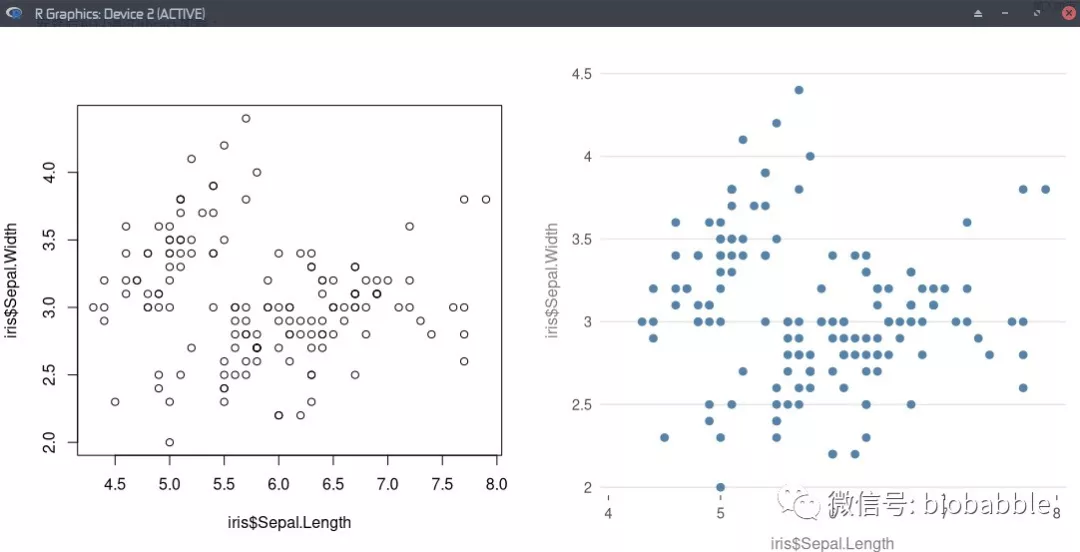 R Graphics: Device 2 (ACTIVE)
4.0
3.5
3.0
2.5
2.0
iris$Sepal.Width
4.5 5.0 5.5 6.0 6.5 7.0 7.5 8.0
iris$Sepal.Length
4.5
4
3.5
3
2.5
2
iris$Sepal.Width
4 5 6 7 8
iris$Sepal.Length
微信号: biobabble